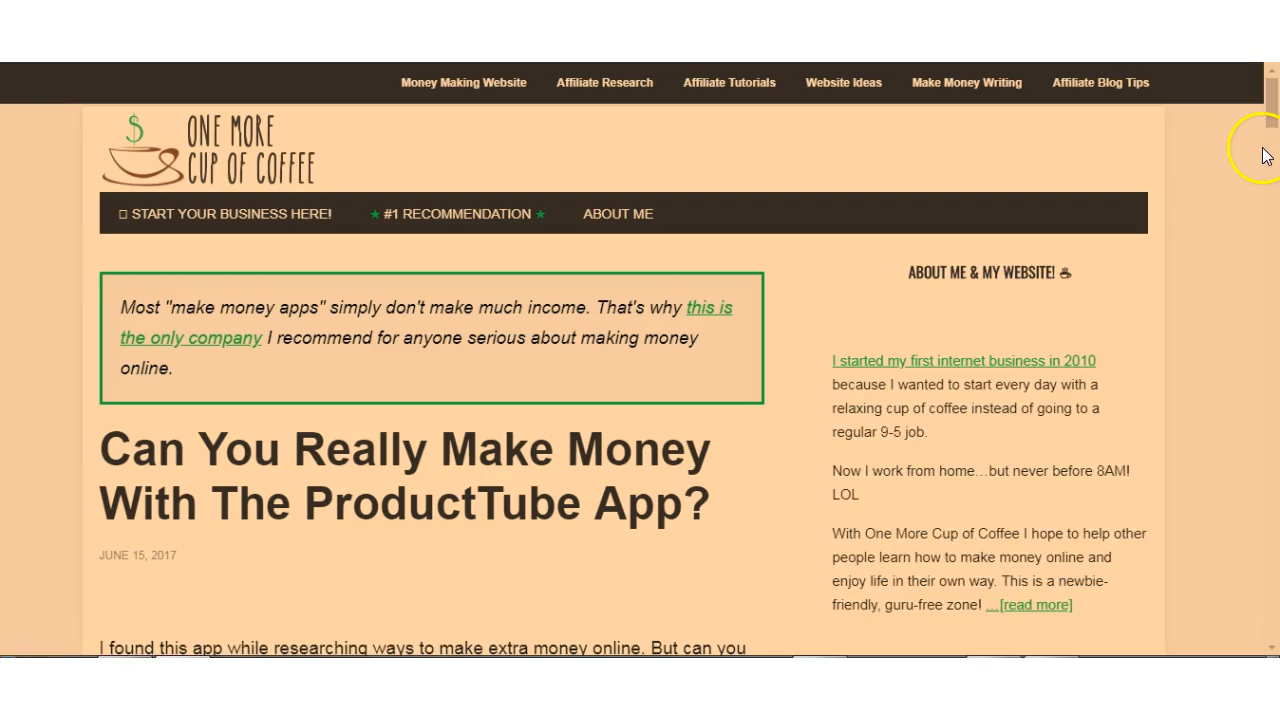 Money Making Website Affiliate Research Affiliate Tutorials Website Ideas Make Money Writing Affiliate Blog Tips
$ ONE MORE
CUP OF COFFEE
START YOUR BUSINESS HERE! ★ #1 RECOMMENDATION ★ ABOUT ME
Most "make money apps" simply don't make much income. That's why this is
the only company I recommend for anyone serious about making money
online.
Can You Really Make Money
With The ProductTube App?
JUNE 15, 2017
I found this app while researching ways to make extra money online. But can you
ABOUT ME & MY WEBSITE! ☕
I started my first internet business in 2010
because I wanted to start every day with a
relaxing cup of coffee instead of going to a
regular 9-5 job.
Now I work from home…but never before 8AM!
LOL
With One More Cup of Coffee I hope to help other
people learn how to make money online and
enjoy life in their own way. This is a newbie-
friendly, guru-free zone! …[read more]